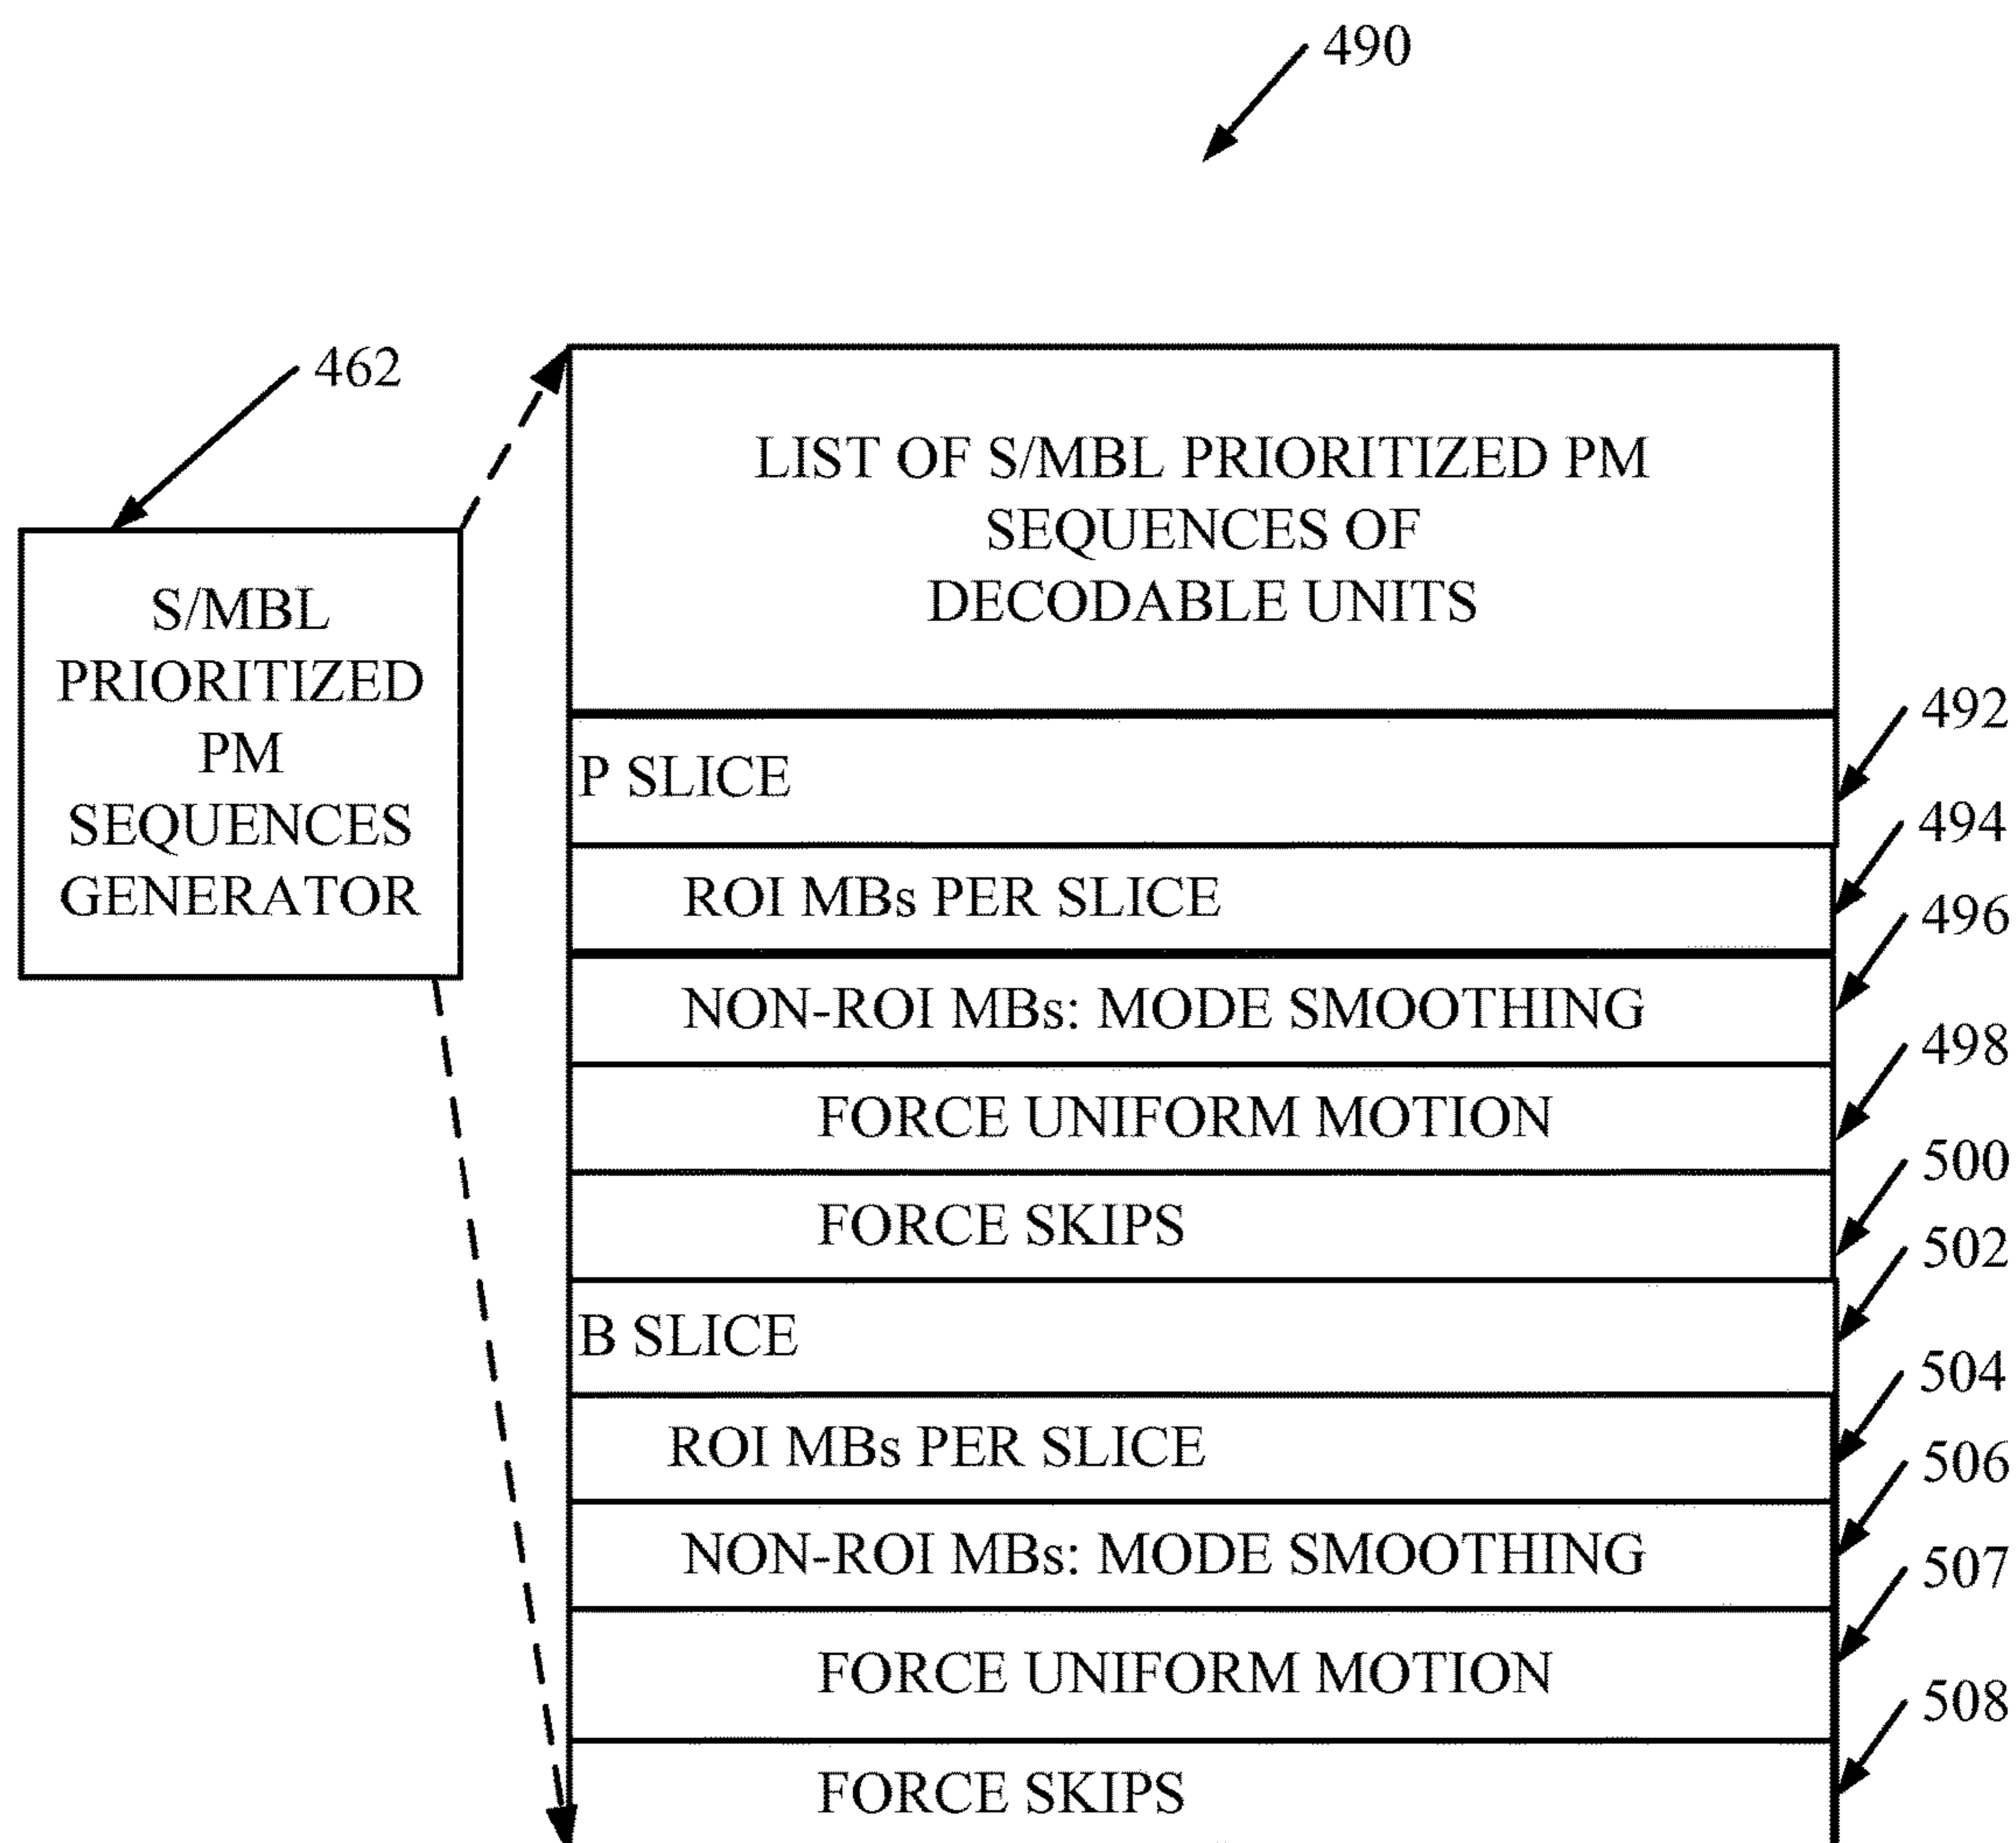 490
462
S/MBL
PRIORITIZED
PM
SEQUENCES
GENERATOR
LIST OF S/MBL PRIORITIZED PM
SEQUENCES OF
DECODABLE UNITS
492
P SLICE
494
ROI MBs PER SLICE
496
NON-ROI MBs: MODE SMOOTHING
498
FORCE UNIFORM MOTION
500
FORCE SKIPS
502
B SLICE
504
ROI MBs PER SLICE
506
NON-ROI MBs: MODE SMOOTHING
507
FORCE UNIFORM MOTION
508
FORCE SKIPS